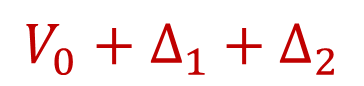 V₀ + Δ₁ + Δ₂